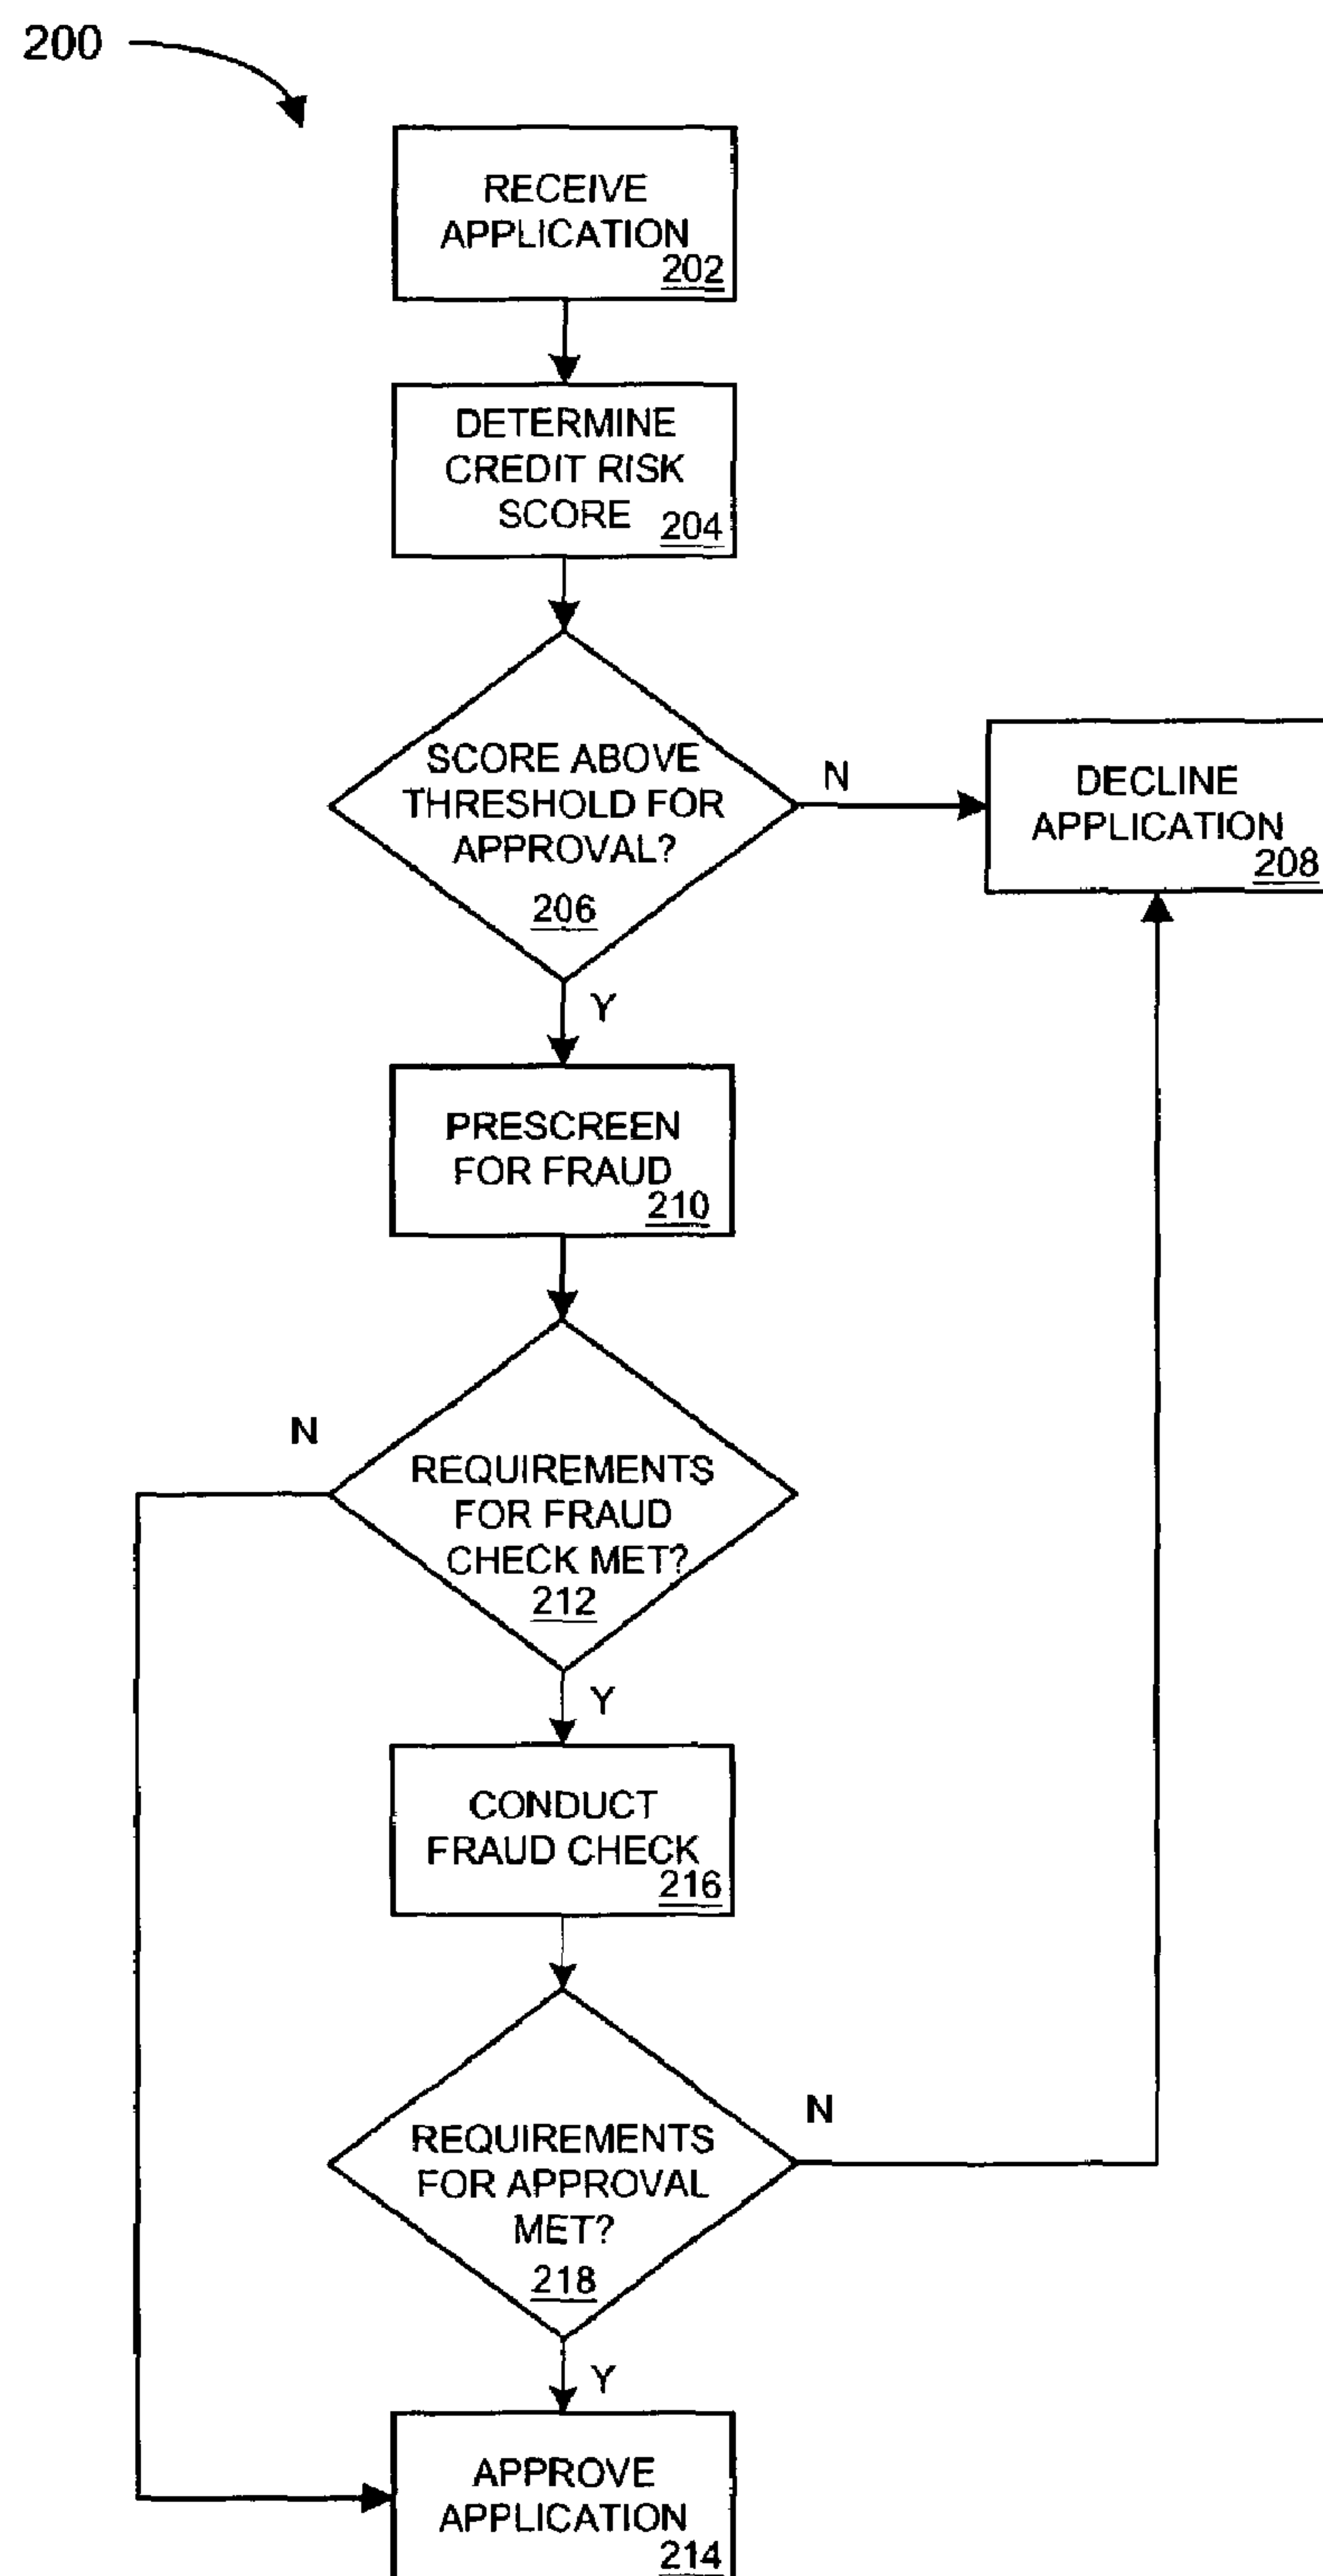 200
RECEIVE
APPLICATION
202
DETERMINE
CREDIT RISK
SCORE
204
SCORE ABOVE
THRESHOLD FOR
APPROVAL?
206
N
DECLINE
APPLICATION
208
Y
PRESCREEN
FOR FRAUD
210
N
REQUIREMENTS
FOR FRAUD
CHECK MET?
212
Y
CONDUCT
FRAUD CHECK
216
N
REQUIREMENTS
FOR APPROVAL
MET?
218
Y
APPROVE
APPLICATION
214